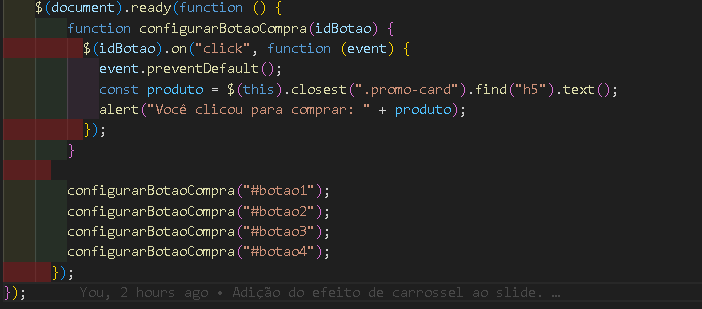 $(document).ready(function () {
function configurarBotaoCompra(idBotao) {
$(idBotao).on("click", function (event) {
event.preventDefault();
const produto = $(this).closest(".promo-card").find("h5").text();
alert("Você clicou para comprar: " + produto);
});
}
configurarBotaoCompra("#botao1");
configurarBotaoCompra("#botao2");
configurarBotaoCompra("#botao3");
configurarBotaoCompra("#botao4");
});
}); You, 2 hours ago • Adição do efeito de carrossel ao slide. …